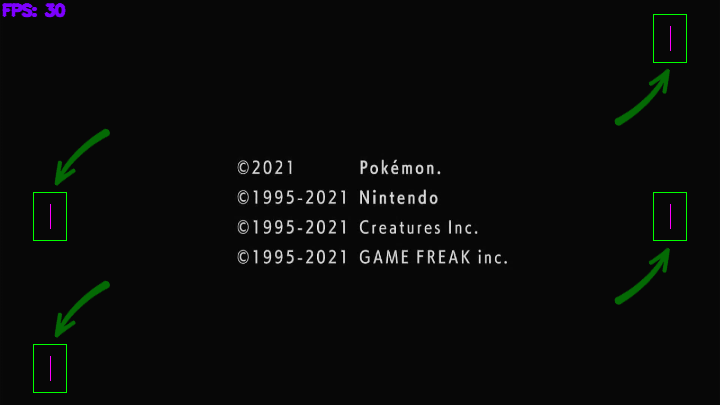 FPS: 30
©2021 Pokémon.
©1995-2021 Nintendo
©1995-2021 Creatures Inc.
©1995-2021 GAME FREAK inc.